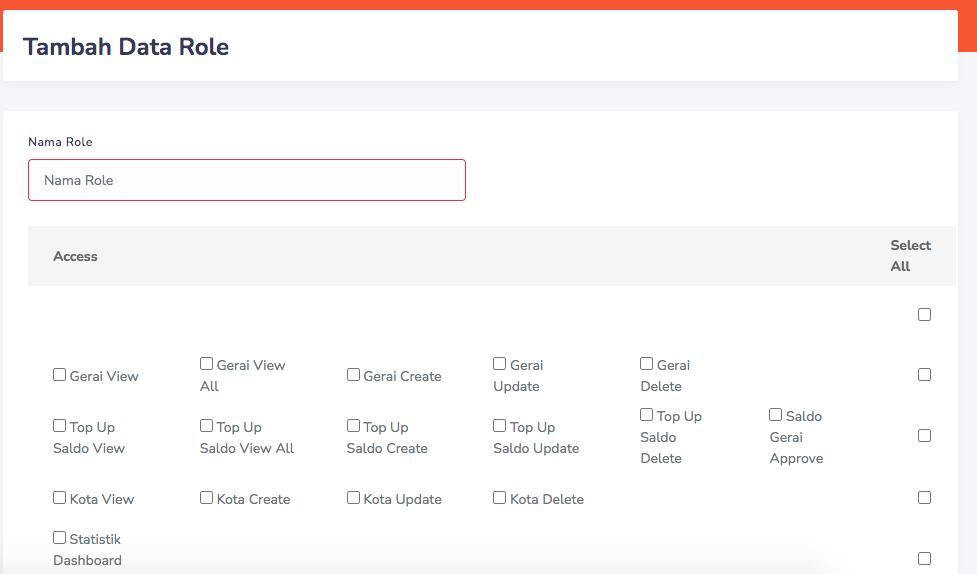 Tambah Data Role
Nama Role
Nama Role
Access
Select
All
Gerai View
Gerai View
All
Gerai Create
Gerai
Update
Gerai
Delete
Top Up
Saldo View
Top Up
Saldo View All
Top Up
Saldo Create
Top Up
Saldo Update
Top Up
Saldo
Delete
Saldo
Gerai
Approve
Kota View
Kota Create
Kota Update
Kota Delete
Statistik
Dashboard